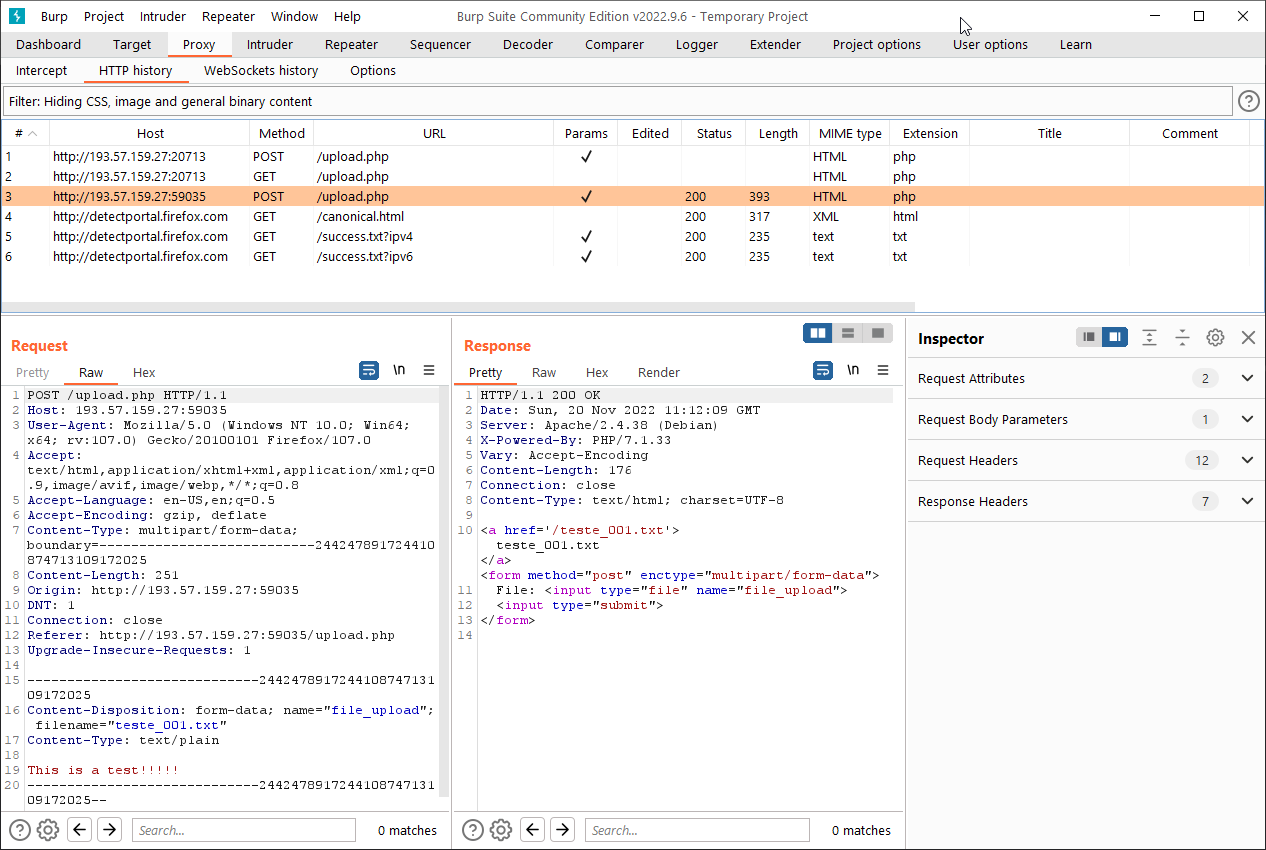 Burp Project Intruder Repeater Window Help Burp Suite Community Edition v2022.9.6 - Temporary Project
Dashboard Target Proxy Intruder Repeater Sequencer Decoder Comparer Logger Extender Project options User options Learn
Intercept HTTP history WebSockets history Options
Filter: Hiding CSS, image and general binary content
# Host Method URL Params Edited Status Length MIME type Extension Title Comment
1 http://193.57.159.27:20713 POST /upload.php ✓ HTML php
2 http://193.57.159.27:20713 GET /upload.php HTML php
3 http://193.57.159.27:59035 POST /upload.php ✓ 200 393 HTML php
4 http://detectportal.firefox.com GET /canonical.html 200 317 XML html
5 http://detectportal.firefox.com GET /success.txt?ipv4 ✓ 200 235 text txt
6 http://detectportal.firefox.com GET /success.txt?ipv6 ✓ 200 235 text txt
Request
Pretty Raw Hex \n
1 POST /upload.php HTTP/1.1
2 Host: 193.57.159.27:59035
3 User-Agent: Mozilla/5.0 (Windows NT 10.0; Win64;
x64; rv:107.0) Gecko/20100101 Firefox/107.0
4 Accept:
text/html,application/xhtml+xml,application/xml;q=0
.9,image/avif,image/webp,*/*;q=0.8
5 Accept-Language: en-US,en;q=0.5
6 Accept-Encoding: gzip, deflate
7 Content-Type: multipart/form-data;
boundary=---------------------------244247891724410
874713109172025
8 Content-Length: 251
9 Origin: http://193.57.159.27:59035
10 DNT: 1
11 Connection: close
12 Referer: http://193.57.159.27:59035/upload.php
13 Upgrade-Insecure-Requests: 1
14
15 -----------------------------2442478917244108747131
09172025
16 Content-Disposition: form-data; name="file_upload";
filename="teste_001.txt"
17 Content-Type: text/plain
18
19 This is a test!!!!!
20 -----------------------------2442478917244108747131
09172025--
Search... 0 matches
Response
Pretty Raw Hex Render \n
1 HTTP/1.1 200 OK
2 Date: Sun, 20 Nov 2022 11:12:09 GMT
3 Server: Apache/2.4.38 (Debian)
4 X-Powered-By: PHP/7.1.33
5 Vary: Accept-Encoding
6 Content-Length: 176
7 Connection: close
8 Content-Type: text/html; charset=UTF-8
9
10 <a href='/teste_001.txt'>
teste_001.txt
</a>
<form method="post" enctype="multipart/form-data">
11 File: <input type="file" name="file_upload">
12 <input type="submit">
13 </form>
14
Search... 0 matches
Inspector
Request Attributes 2
Request Body Parameters 1
Request Headers 12
Response Headers 7